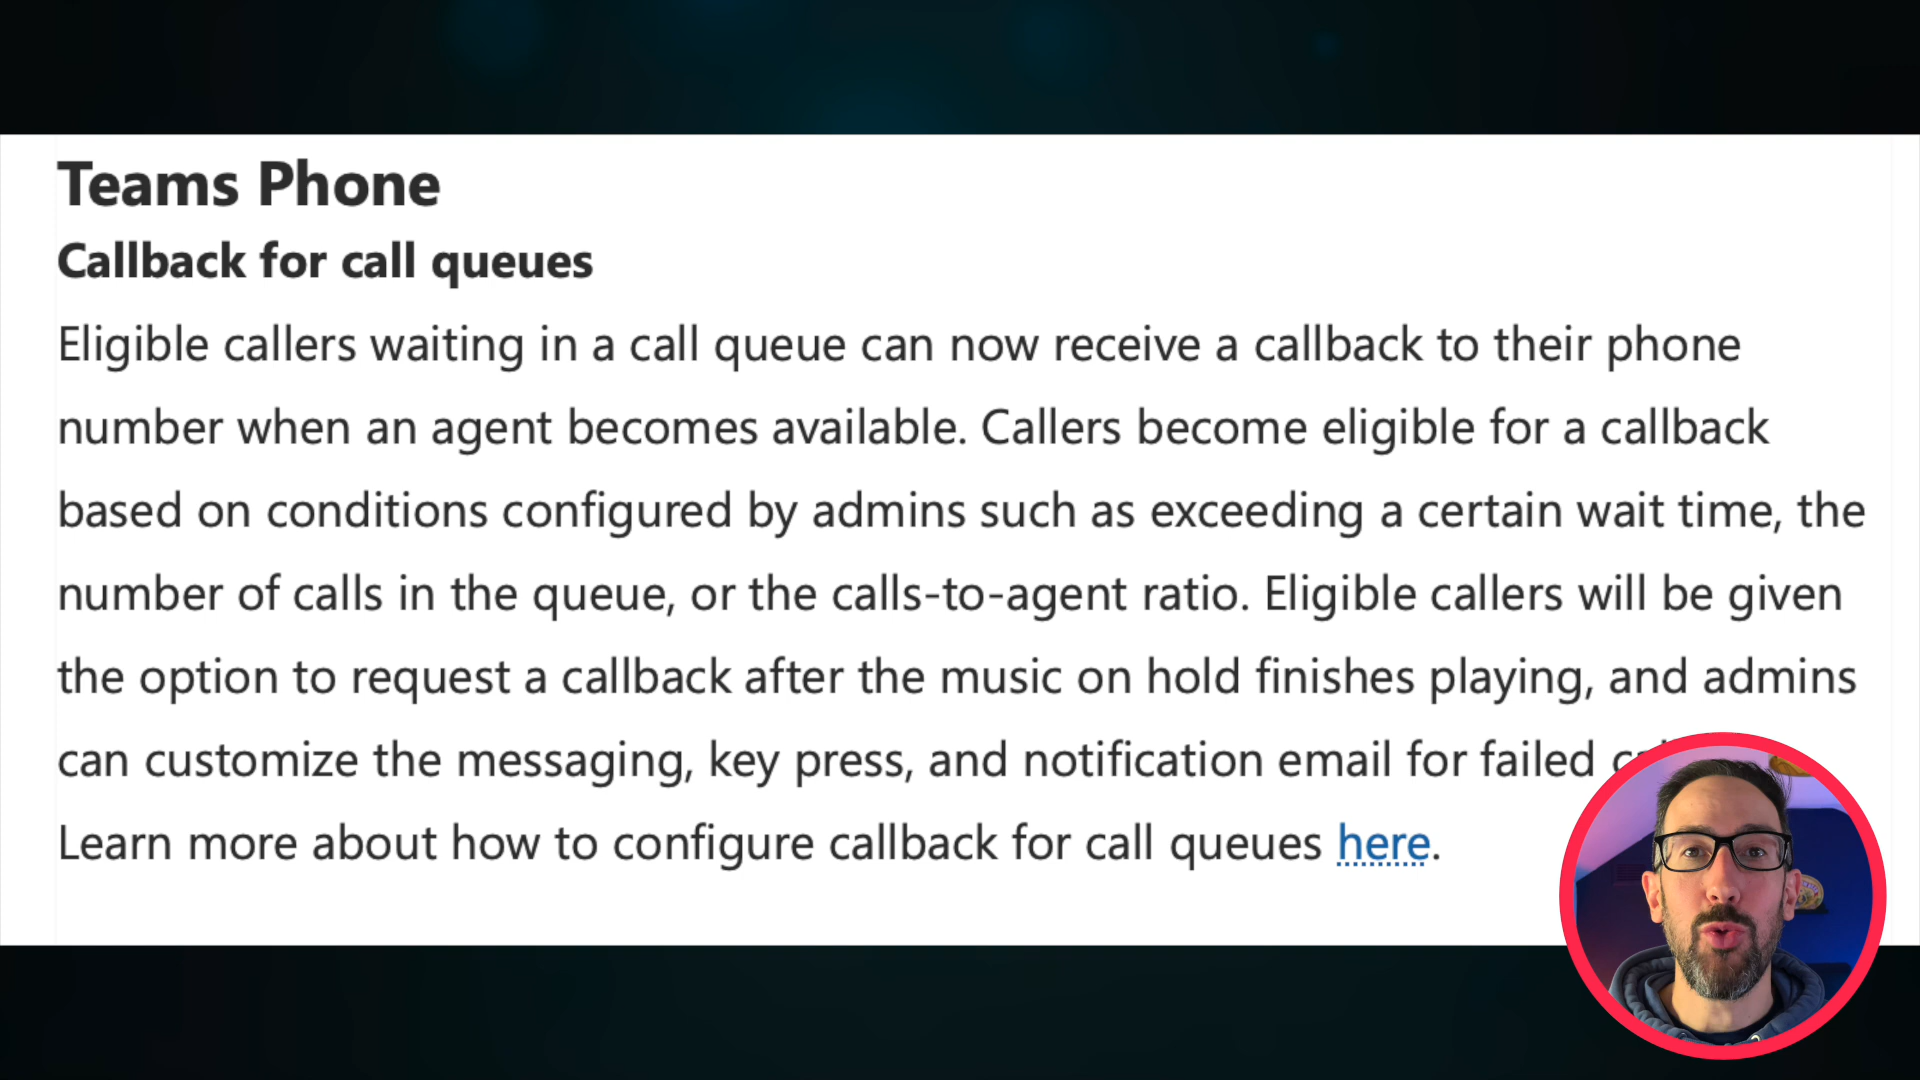 Teams Phone
Callback for call queues
Eligible callers waiting in a call queue can now receive a callback to their phone
number when an agent becomes available. Callers become eligible for a callback
based on conditions configured by admins such as exceeding a certain wait time, the
number of calls in the queue, or the calls-to-agent ratio. Eligible callers will be given
the option to request a callback after the music on hold finishes playing, and admins
can customize the messaging, key press, and notification email for failed
Learn more about how to configure callback for call queues here.